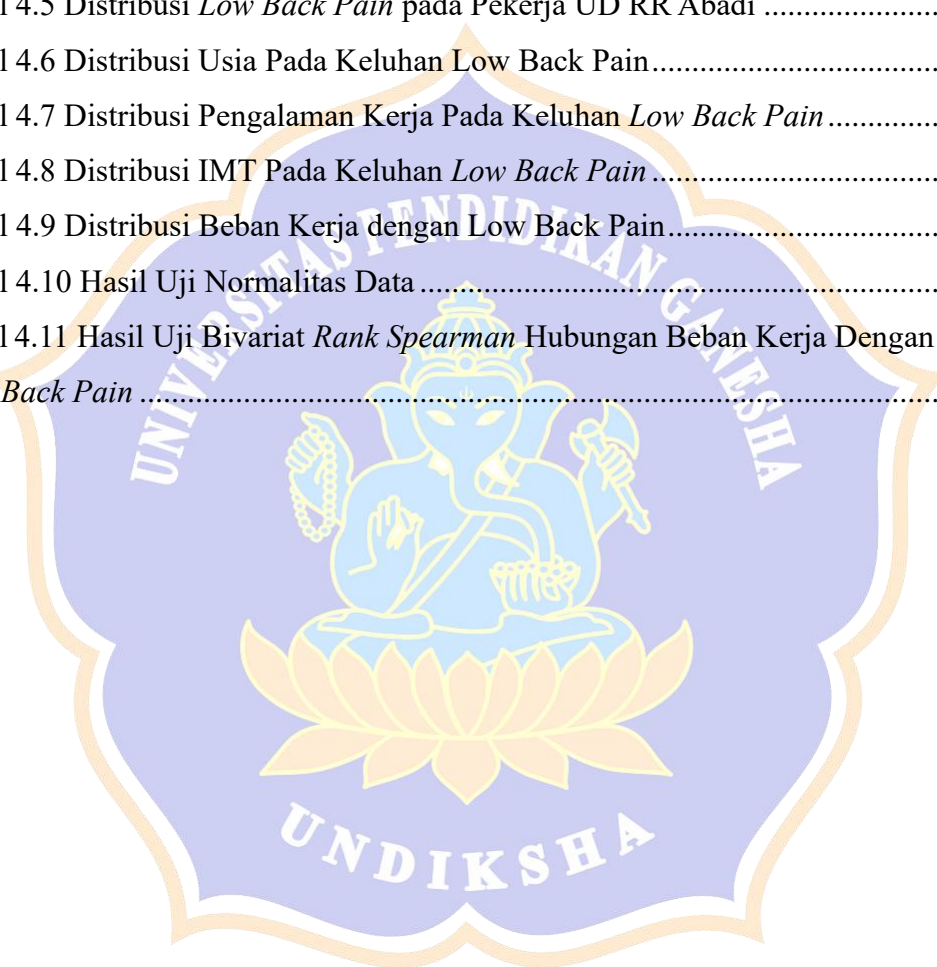 l 4.5 Distribusi Low Back Pain pada Pekerja UD RR Abadi ......................
l 4.6 Distribusi Usia Pada Keluhan Low Back Pain....................................
l 4.7 Distribusi Pengalaman Kerja Pada Keluhan Low Back Pain..............
l 4.8 Distribusi IMT Pada Keluhan Low Back Pain ...................................
l 4.9 Distribusi Beban Kerja dengan Low Back Pain..................................
l 4.10 Hasil Uji Normalitas Data .................................................................
l 4.11 Hasil Uji Bivariat Rank Spearman Hubungan Beban Kerja Dengan
Back Pain ...................................................................................................
UNIVERSITAS PENDIDIKAN GANESHA
UNDIKSHA